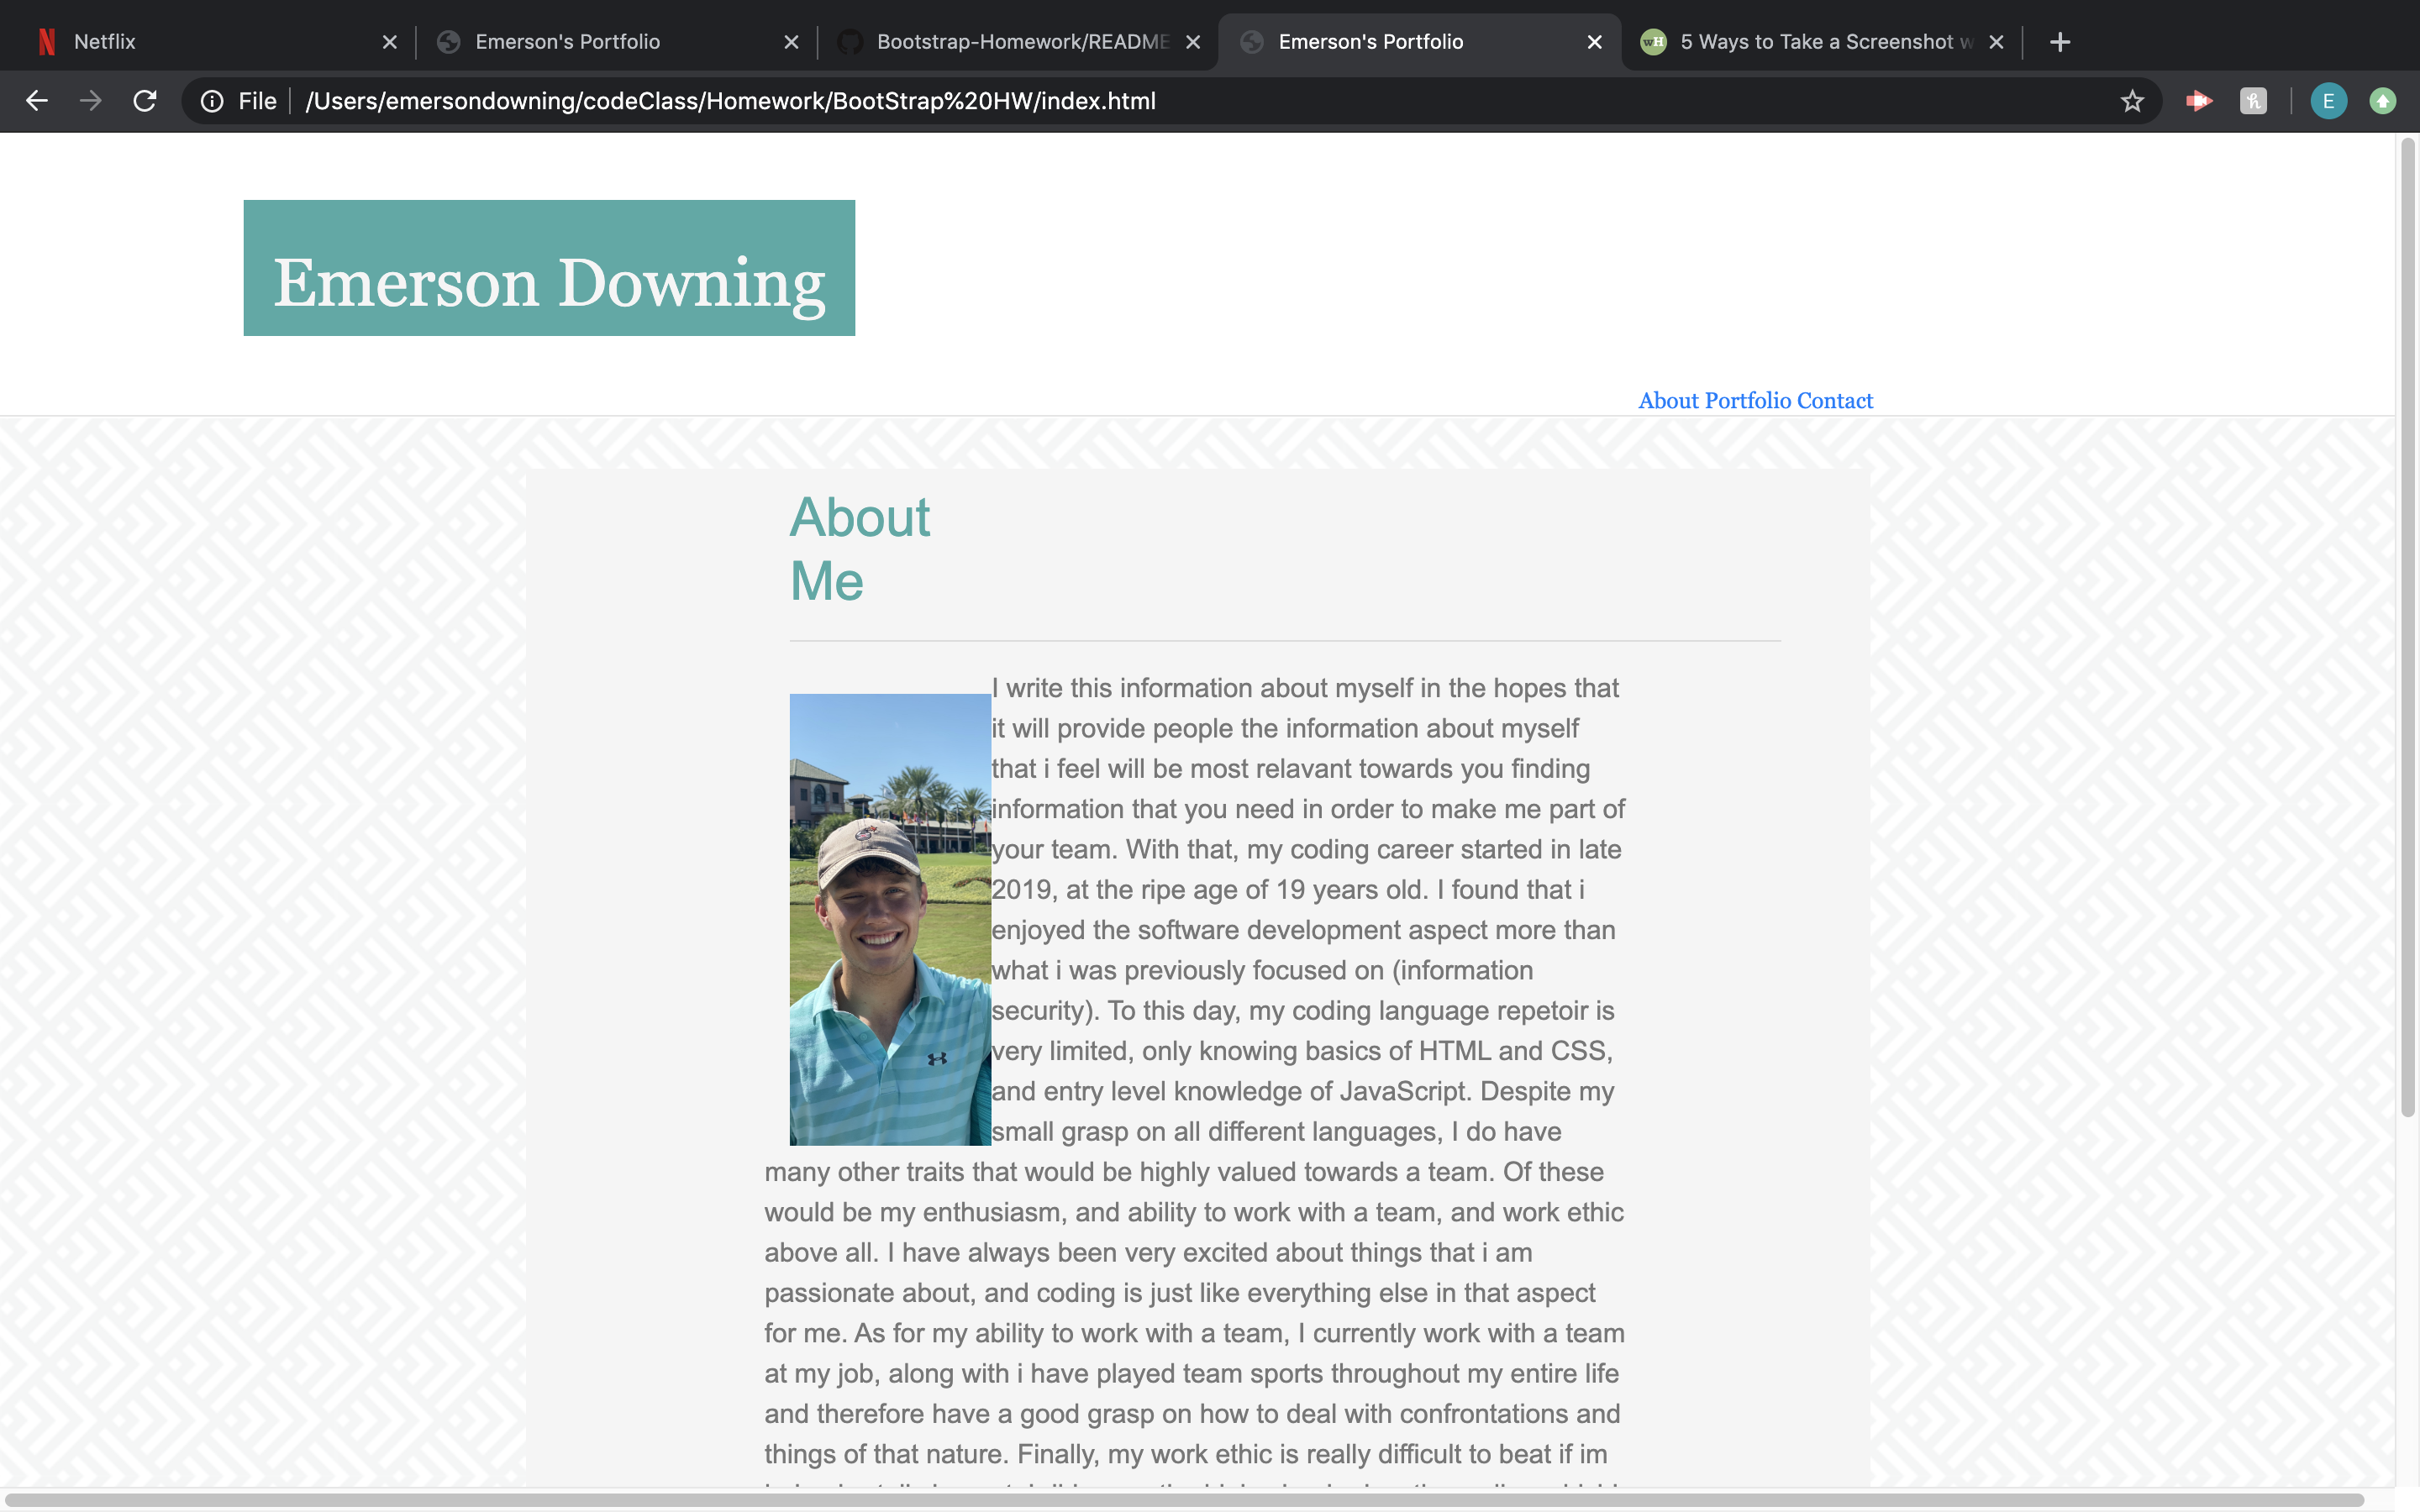 Netflix
Emerson's Portfolio
Bootstrap-Homework/README
Emerson's Portfolio
5 Ways to Take a Screenshot w
File
/Users/emersondowning/codeClass/Homework/BootStrap%20HW/index.html
E
Emerson Downing
About Portfolio Contact
About
Me
I write this information about myself in the hopes that
it will provide people the information about myself
that i feel will be most relavant towards you finding
information that you need in order to make me part of
your team. With that, my coding career started in late
2019, at the ripe age of 19 years old. I found that i
enjoyed the software development aspect more than
what i was previously focused on (information
security). To this day, my coding language repetoir is
very limited, only knowing basics of HTML and CSS,
and entry level knowledge of JavaScript. Despite my
small grasp on all different languages, I do have
many other traits that would be highly valued towards a team. Of these
would be my enthusiasm, and ability to work with a team, and work ethic
above all. I have always been very excited about things that i am
passionate about, and coding is just like everything else in that aspect
for me. As for my ability to work with a team, I currently work with a team
at my job, along with i have played team sports throughout my entire life
and therefore have a good grasp on how to deal with confrontations and
things of that nature. Finally, my work ethic is really difficult to beat if im